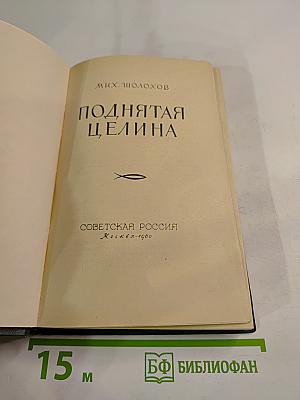 МИХ. ШОЛОХОВ
ПОДНЯТАЯ
ЦЕЛИНА
СОВЕТСКАЯ РОССИЯ
Москва—1960
15 м
БФ БИБЛИОФАН